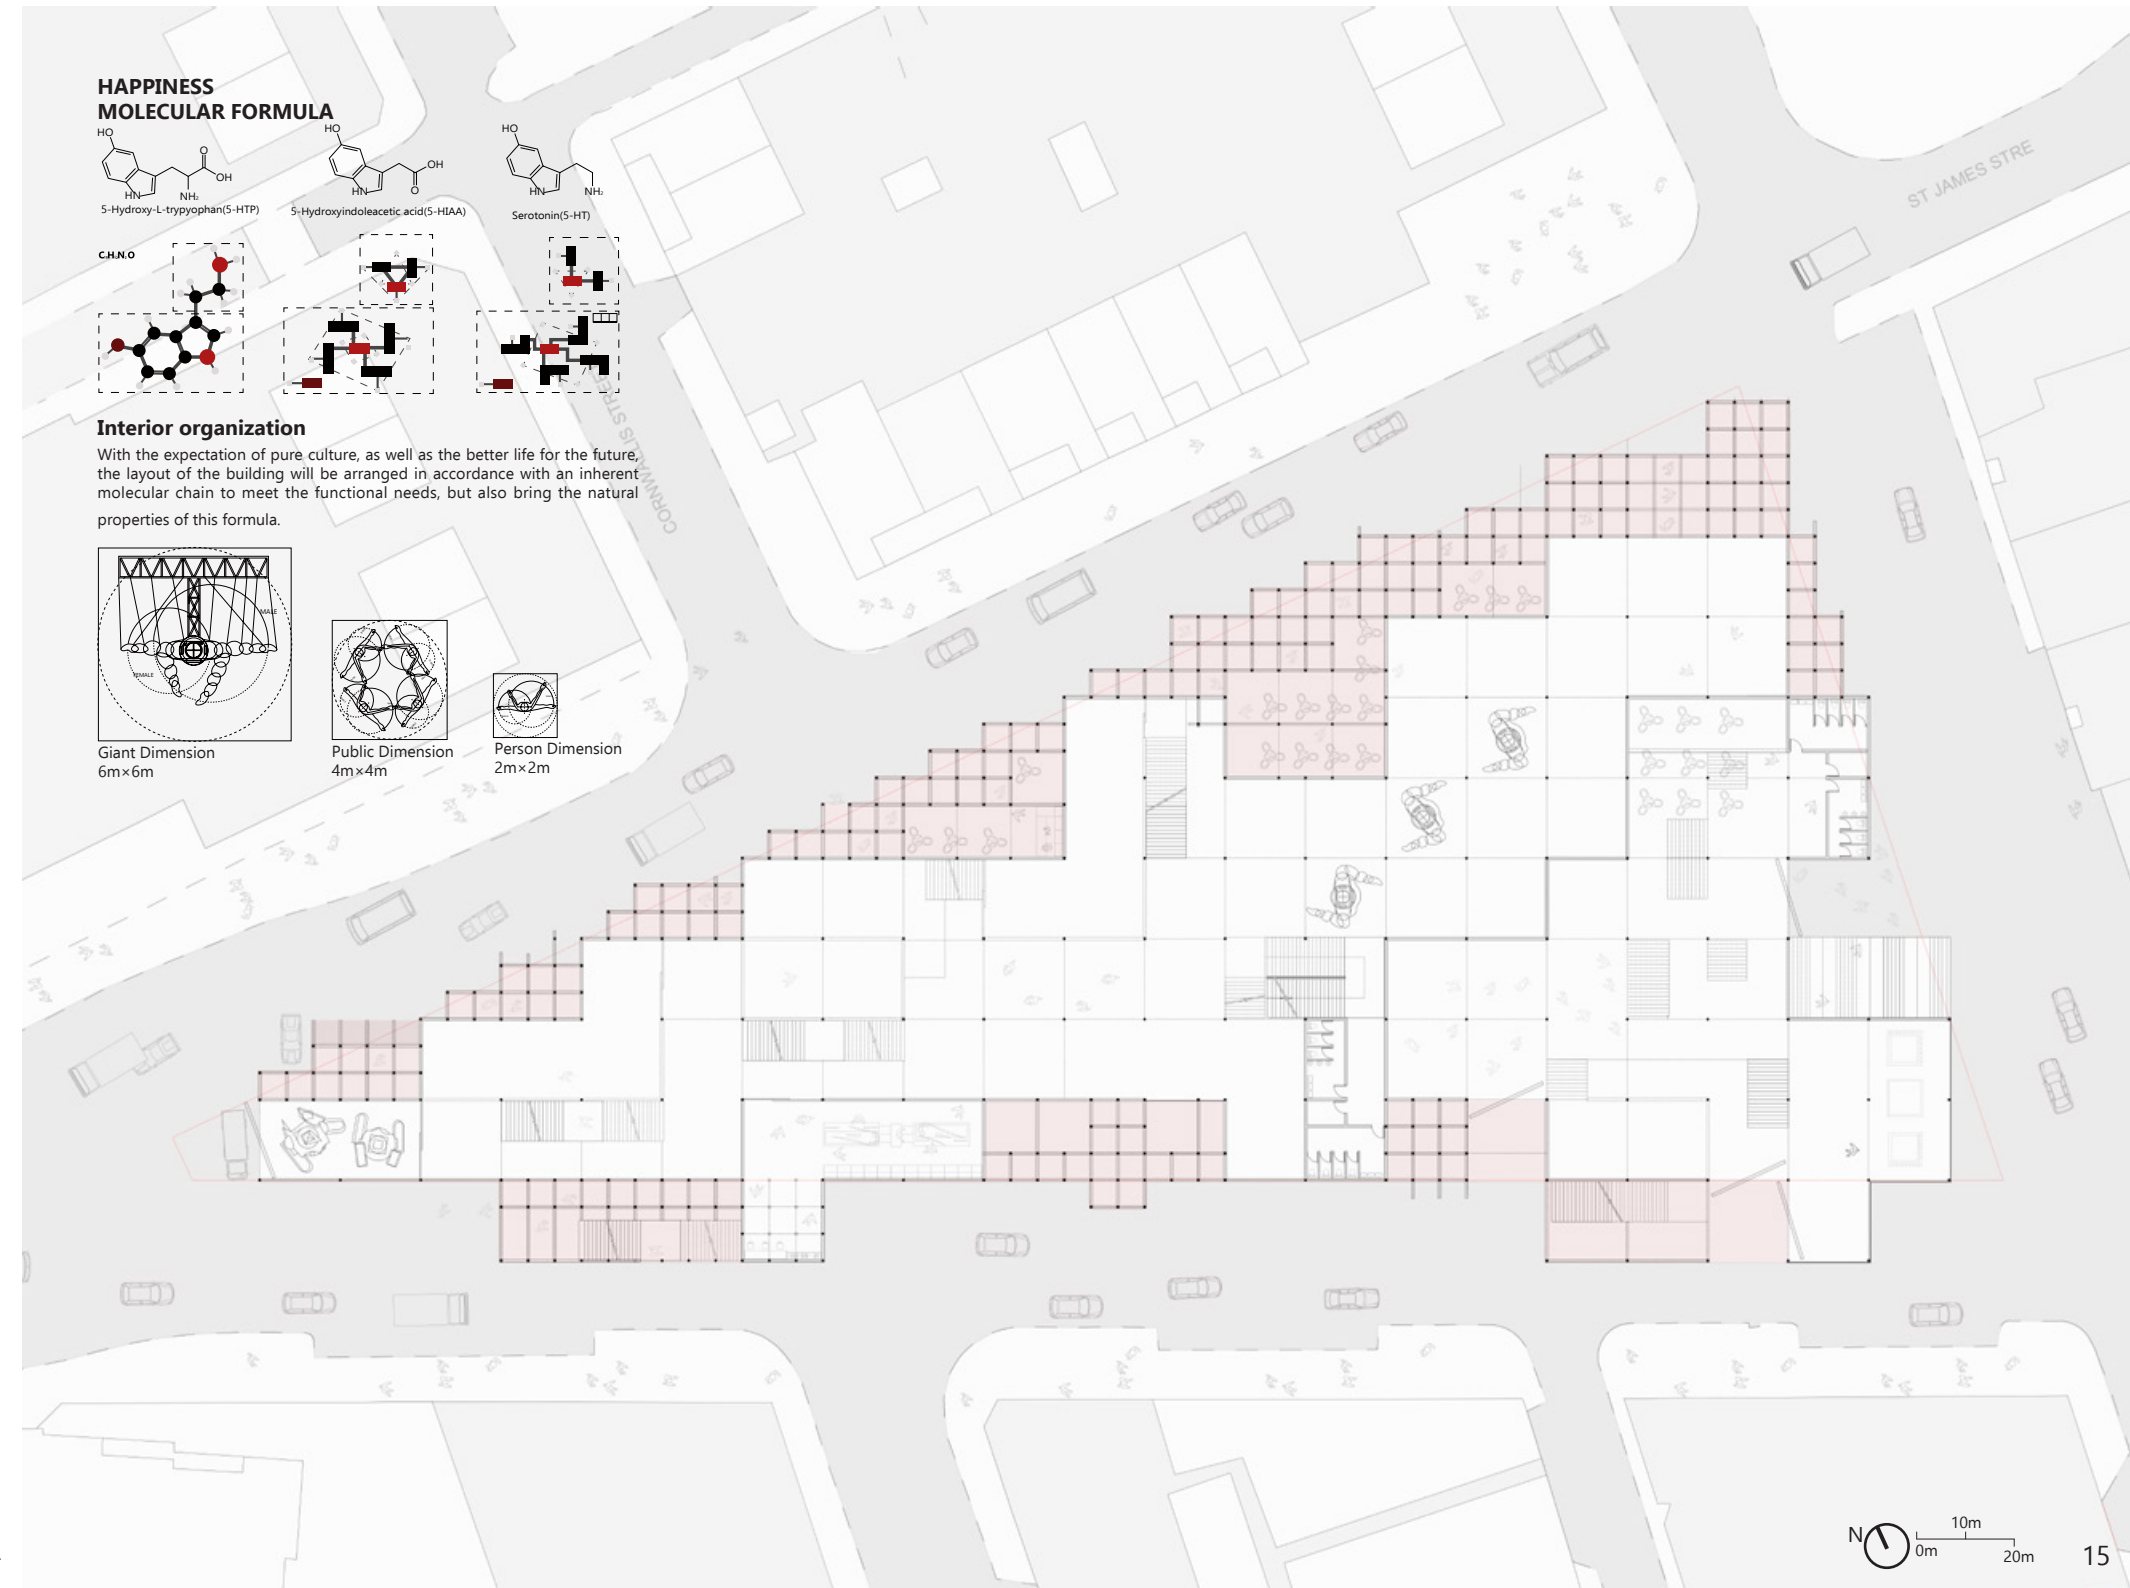 HAPPINESS
MOLECULAR FORMULA
HO
O
OH
HN
NH₂
5-Hydroxy-L-trypyophan(5-HTP)
HO
OH
O
HN
5-Hydroxyindoleacetic acid(5-HIAA)
HO
HN
NH₂
Serotonin(5-HT)
C.H.N.O
Interior organization
With the expectation of pure culture, as well as the better life for the future,
the layout of the building will be arranged in accordance with an inherent
molecular chain to meet the functional needs, but also bring the natural
properties of this formula.
MALE
FEMALE
Giant Dimension
6m×6m
Public Dimension
4m×4m
Person Dimension
2m×2m
CORNWALLIS STREE
ST JAMES STRE
N
10m
0m
20m
15